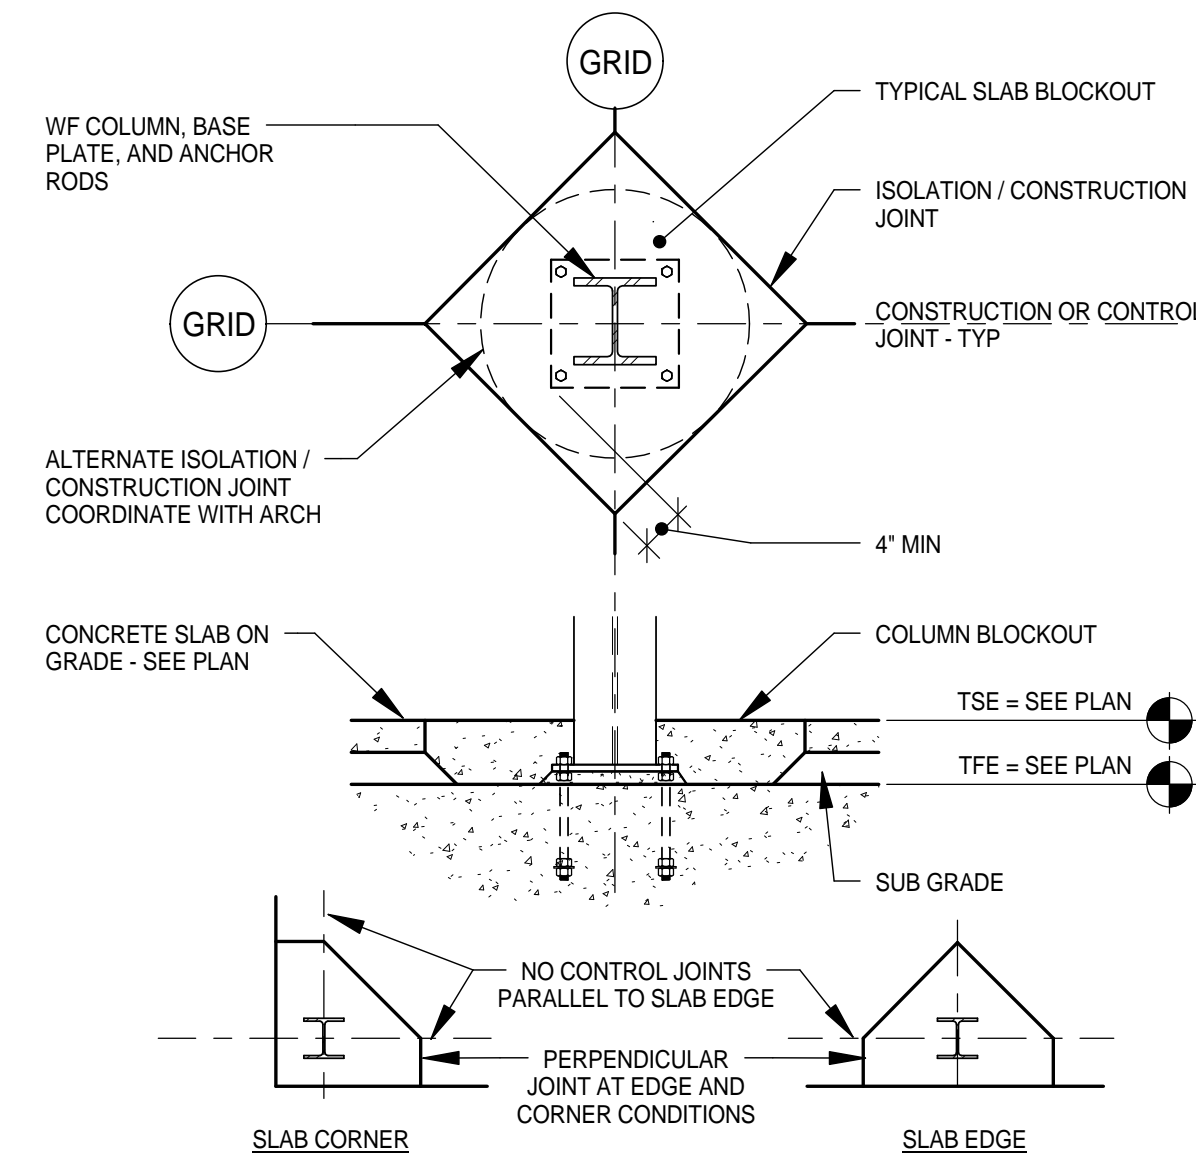 GRID
TYPICAL SLAB BLOCKOUT
WF COLUMN, BASE
PLATE, AND ANCHOR
RODS
ISOLATION / CONSTRUCTION
JOINT
GRID
CONSTRUCTION OR CONTROL
JOINT - TYP
ALTERNATE ISOLATION /
CONSTRUCTION JOINT
COORDINATE WITH ARCH
4" MIN
CONCRETE SLAB ON
GRADE - SEE PLAN
COLUMN BLOCKOUT
TSE = SEE PLAN
TFE = SEE PLAN
SUB GRADE
NO CONTROL JOINTS
PARALLEL TO SLAB EDGE
PERPENDICULAR
JOINT AT EDGE AND
CORNER CONDITIONS
SLAB CORNER
SLAB EDGE